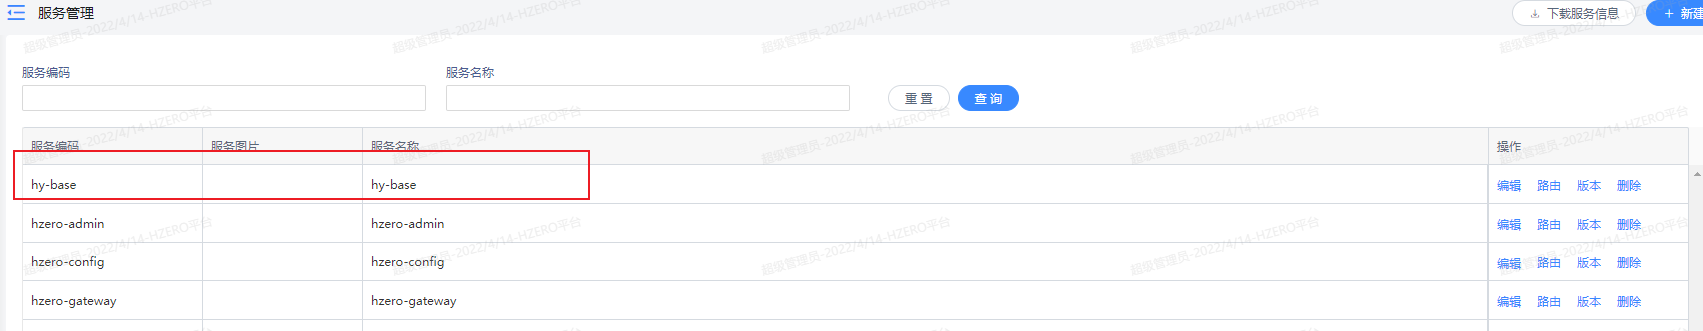 服务管理
下载服务信息
+ 新建
服务编码
服务名称
重置
查询
服务编码 服务图片 服务名称 操作
hy-base hy-base 编辑 路由 版本 删除
hzero-admin hzero-admin 编辑 路由 版本 删除
hzero-config hzero-config 编辑 路由 版本 删除
hzero-gateway hzero-gateway 编辑 路由 版本 删除
超级管理员-2022/4/14-HZERO平台